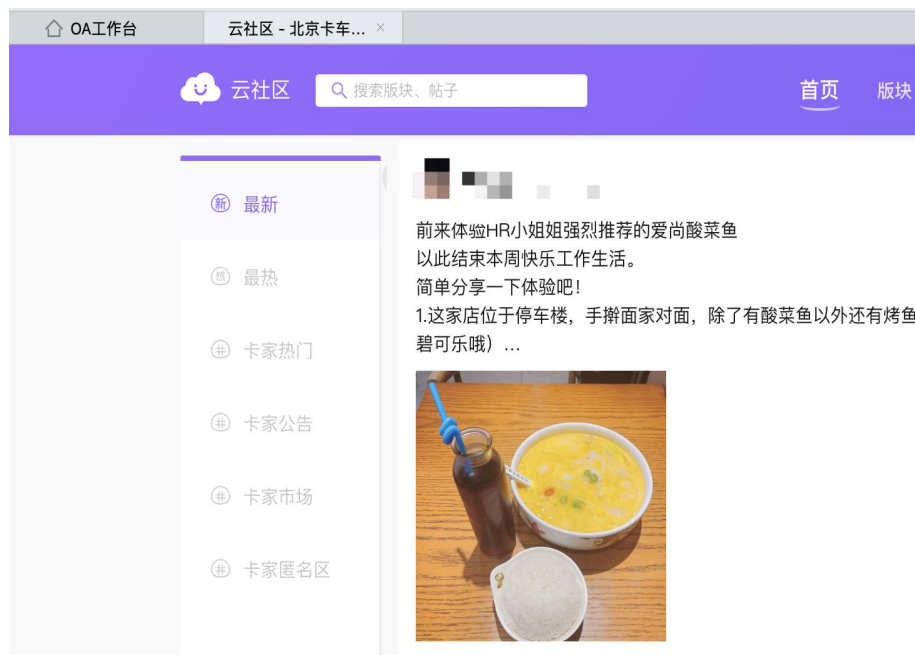 OA工作台
云社区 - 北京卡车...
云社区
搜索版块、帖子
首页
版块
新 最新
热 最热
卡家热门
卡家公告
卡家市场
卡家匿名区
前来体验HR小姐姐强烈推荐的爱尚酸菜鱼
以此结束本周快乐工作生活。
简单分享一下体验吧！
1.这家店位于停车楼，手擀面家对面，除了有酸菜鱼以外还有烤鱼
碧可乐哦）...